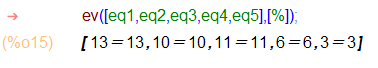 → ev([eq1,eq2,eq3,eq4,eq5],[%]);
(%o15) [13=13,10=10,11=11,6=6,3=3]